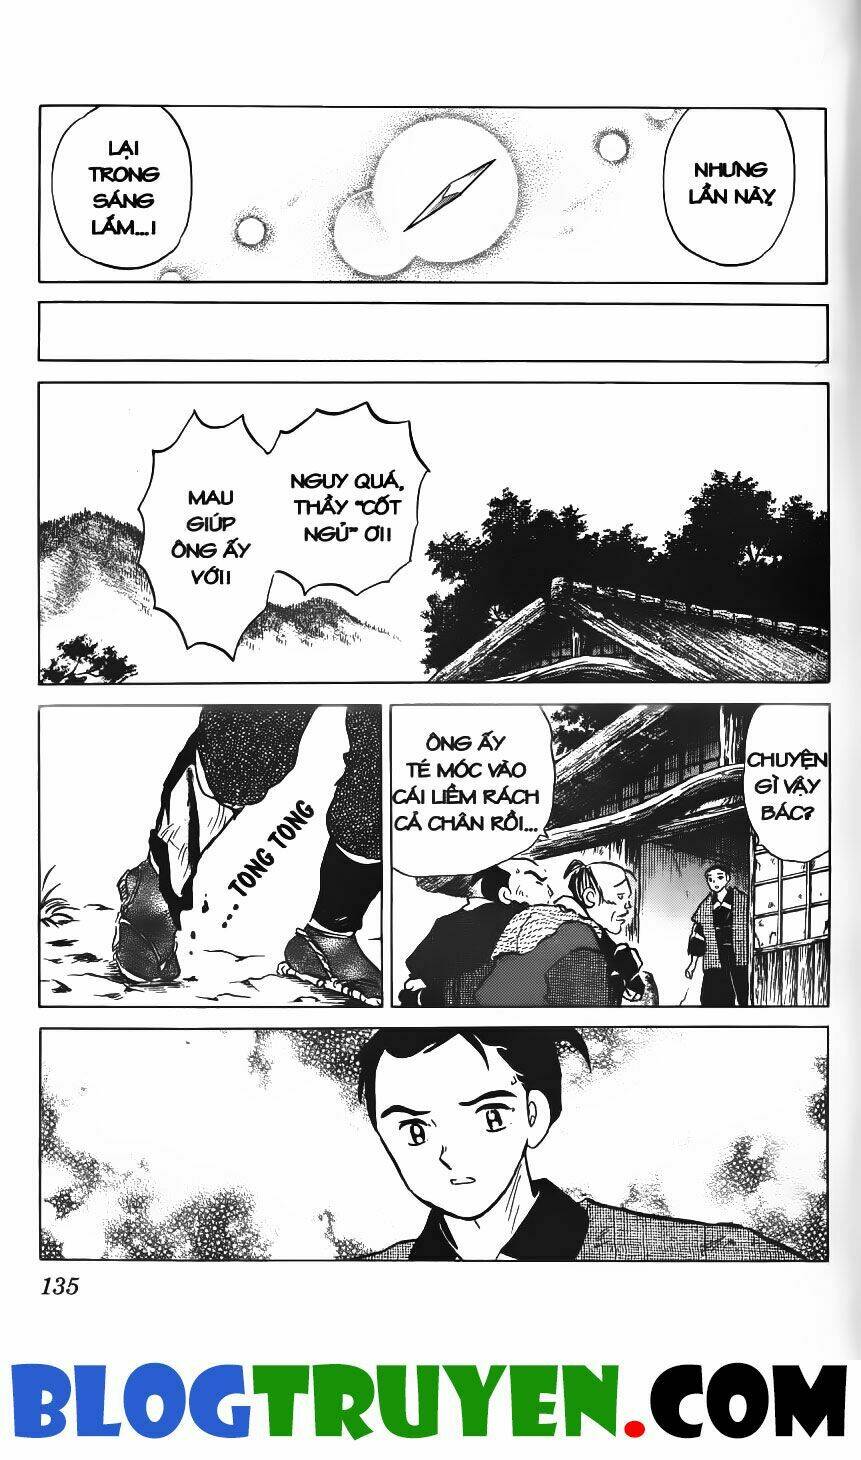 NHƯNG
LẦN NÀY,
LẠI
TRONG
SÁNG
LẮM...!
NGUY QUÁ,
THẦY "CỐT
NGỦ" ƠI!
MAU
GIÚP
ÔNG ẤY
VỚI!
CHUYỆN
GÌ VẬY
BÁC?
ÔNG ẤY
TÉ MÓC VÀO
CÁI LIỀM RÁCH
CẢ CHÂN RỒI...
... TONG TONG
135
BLOGTRUYEN.COM